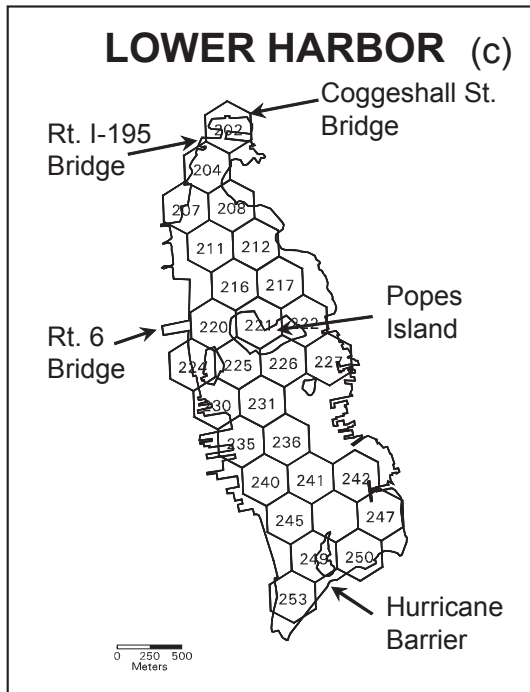 LOWER HARBOR (c)
Coggeshall St.
Bridge
Rt. I-195
Bridge
202
204
207 208
211 212
216 217
Popes
Island
220 221 222
Rt. 6
Bridge
224 225 226 227
230 231
235 236
240 241 242
245 247
249 250
253
Hurricane
Barrier
0 250 500
Meters